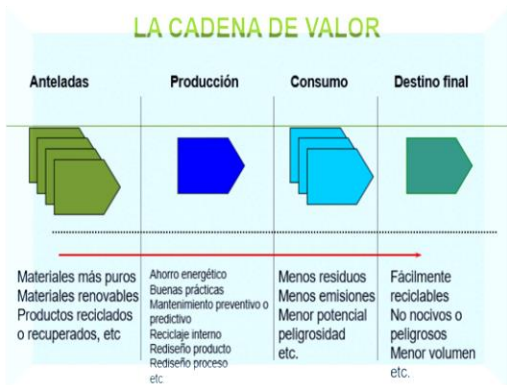 LA CADENA DE VALOR
Anteladas
Producción
Consumo
Destino final
Materiales más puros
Materiales renovables
Productos reciclados
o recuperados, etc
Ahorro energético
Buenas prácticas
Mantenimiento preventivo o
predictivo
Reciclaje interno
Rediseño producto
Rediseño proceso
etc
Menos residuos
Menos emisiones
Menor potencial
peligrosidad
etc.
Fácilmente
reciclables
No nocivos o
peligrosos
Menor volumen
etc.